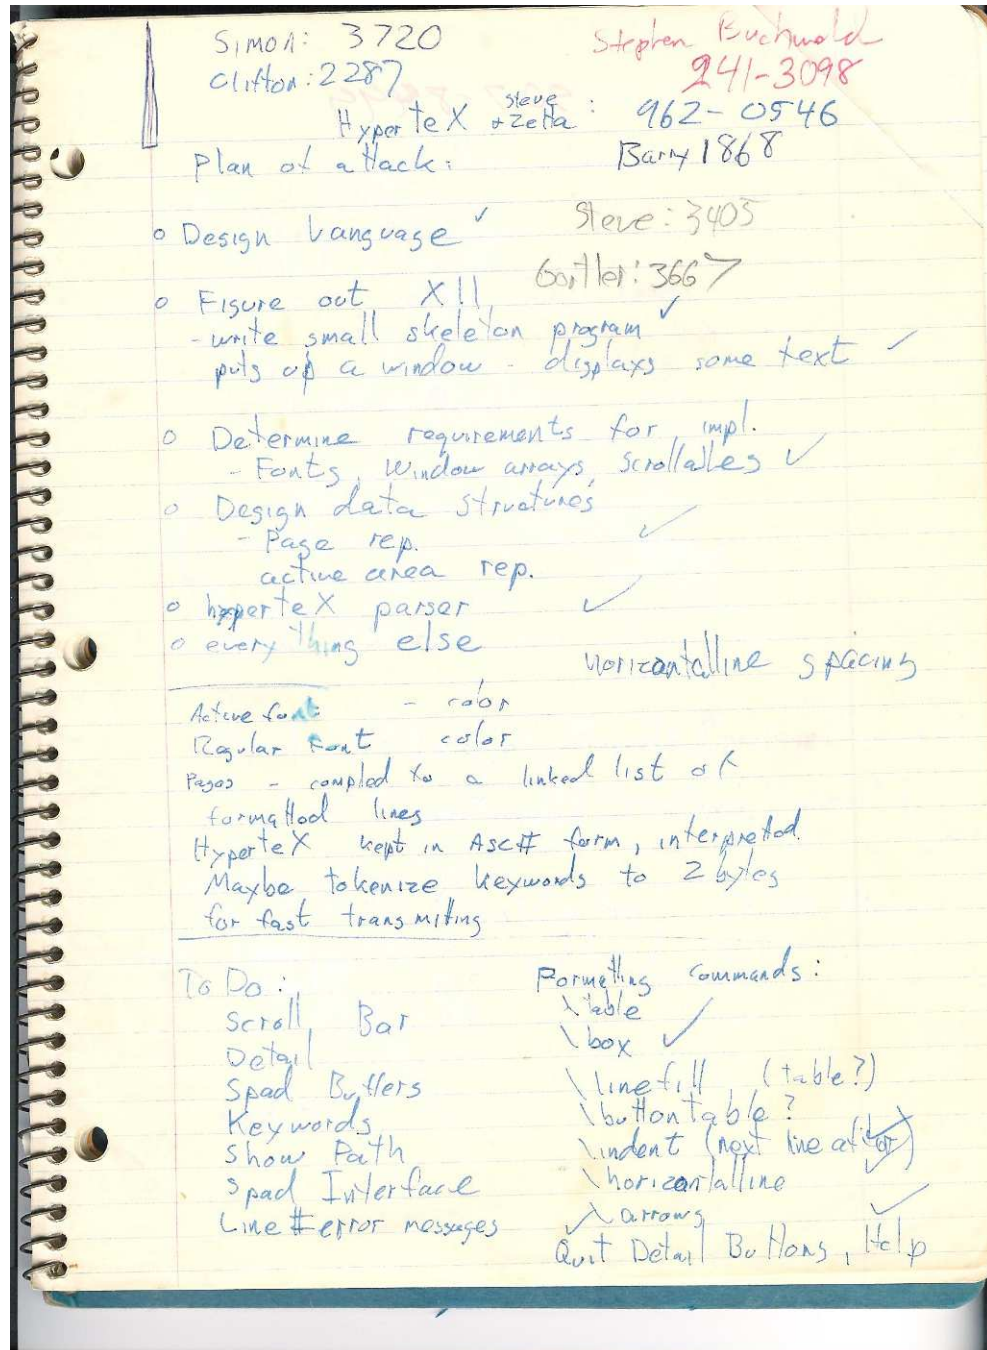 Simon: 3720
Stephen Buchwald
Clifton: 2287
241-3098
HyperteX steve + Zetta: 962-0546
Plan of attack:
Barry 1868
Steve: 3405
o Design Language ✓
3667
o Figure out X11
- write small skeleton program ✓
puts up a window - displays some text ✓
o Determine requirements for impl.
- Fonts, Window arrays, scrollables ✓
o Design data structures
- Page rep. ✓
active area rep.
o hyperteX parser ✓
o everything else
horizontalline spacing
Active font - color
Regular Font color
Pages - compled to a linked list of
formatted lines
HyperteX kept in ASCII form, interpreted.
Maybe tokenize keywords to 2 bytes
for fast transmitting
To Do:
Scroll Bar
Detail
Spad Buffers
Keywords
Show Path
Spad Interface
Line # error messages
Formatting commands:
\table
\box ✓
\linefill (table?)
\buttontable?
\indent (next line after)
\horizontalline ✓
✓ \arrows
Quit Detail Buttons, Help ✓